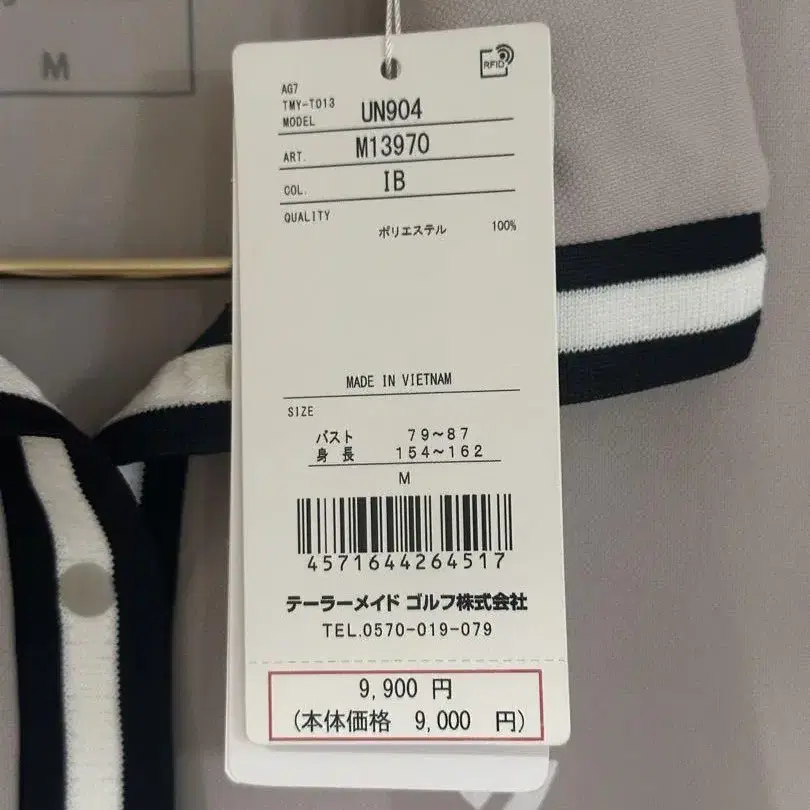 M
RFID
AG7
TMY-T013
MODEL UN904
ART. M13970
COL. IB
QUALITY
ポリエステル 100%
MADE IN VIETNAM
SIZE
バスト 79~87
身長 154~162
M
4571644264517
テーラーメイド ゴルフ株式会社
TEL.0570-019-079
9,900 円
(本体価格 9,000 円)